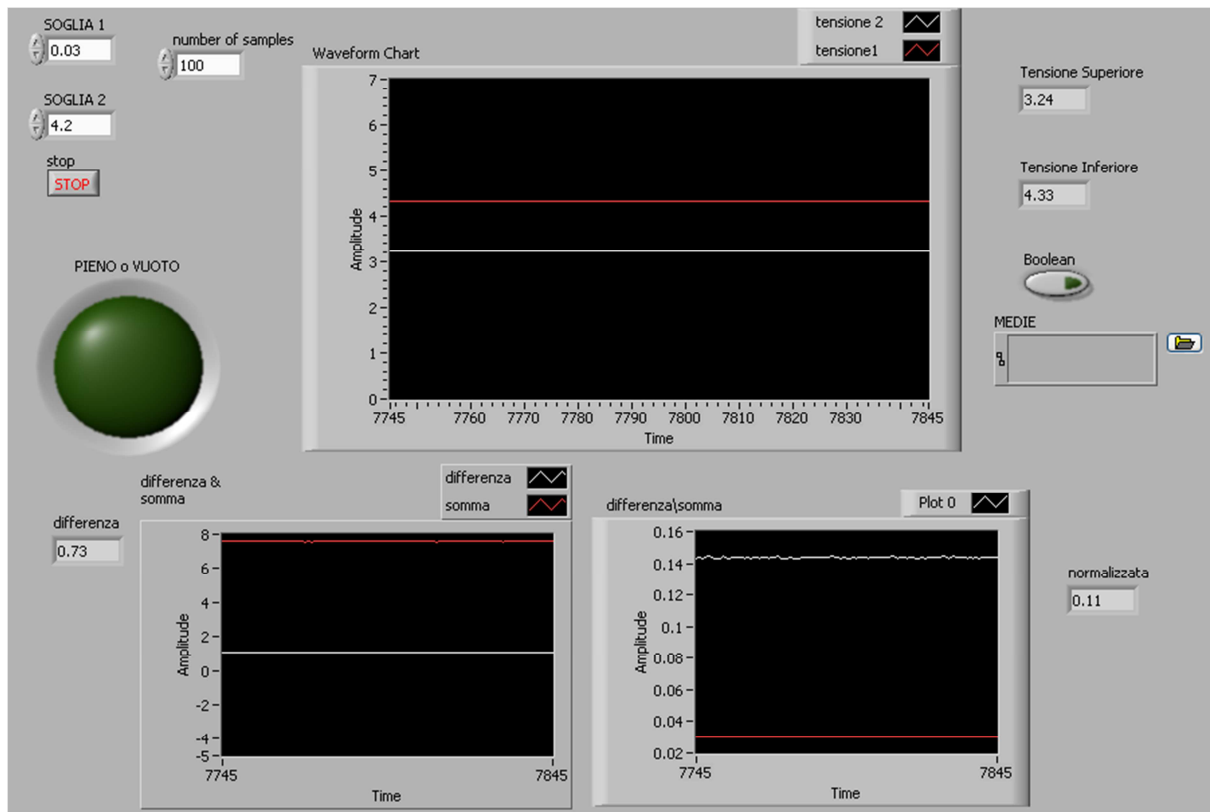 SOGLIA 1
0.03
number of samples
100
SOGLIA 2
4.2
stop
STOP
PIENO o VUOTO
Waveform Chart
tensione 2
tensione1
Amplitude
7
6
5
4
3
2
1
0
7745
7760
7770
7780
7790
7800
7810
7820
7830
7845
Time
Tensione Superiore
3.24
Tensione Inferiore
4.33
Boolean
MEDIE
differenza
0.73
differenza &
somma
differenza
somma
Amplitude
8
6
4
2
0
-2
-4
-5
7745
7845
Time
differenza\somma
Plot 0
Amplitude
0.16
0.14
0.12
0.1
0.08
0.06
0.04
0.02
7745
7845
Time
normalizzata
0.11